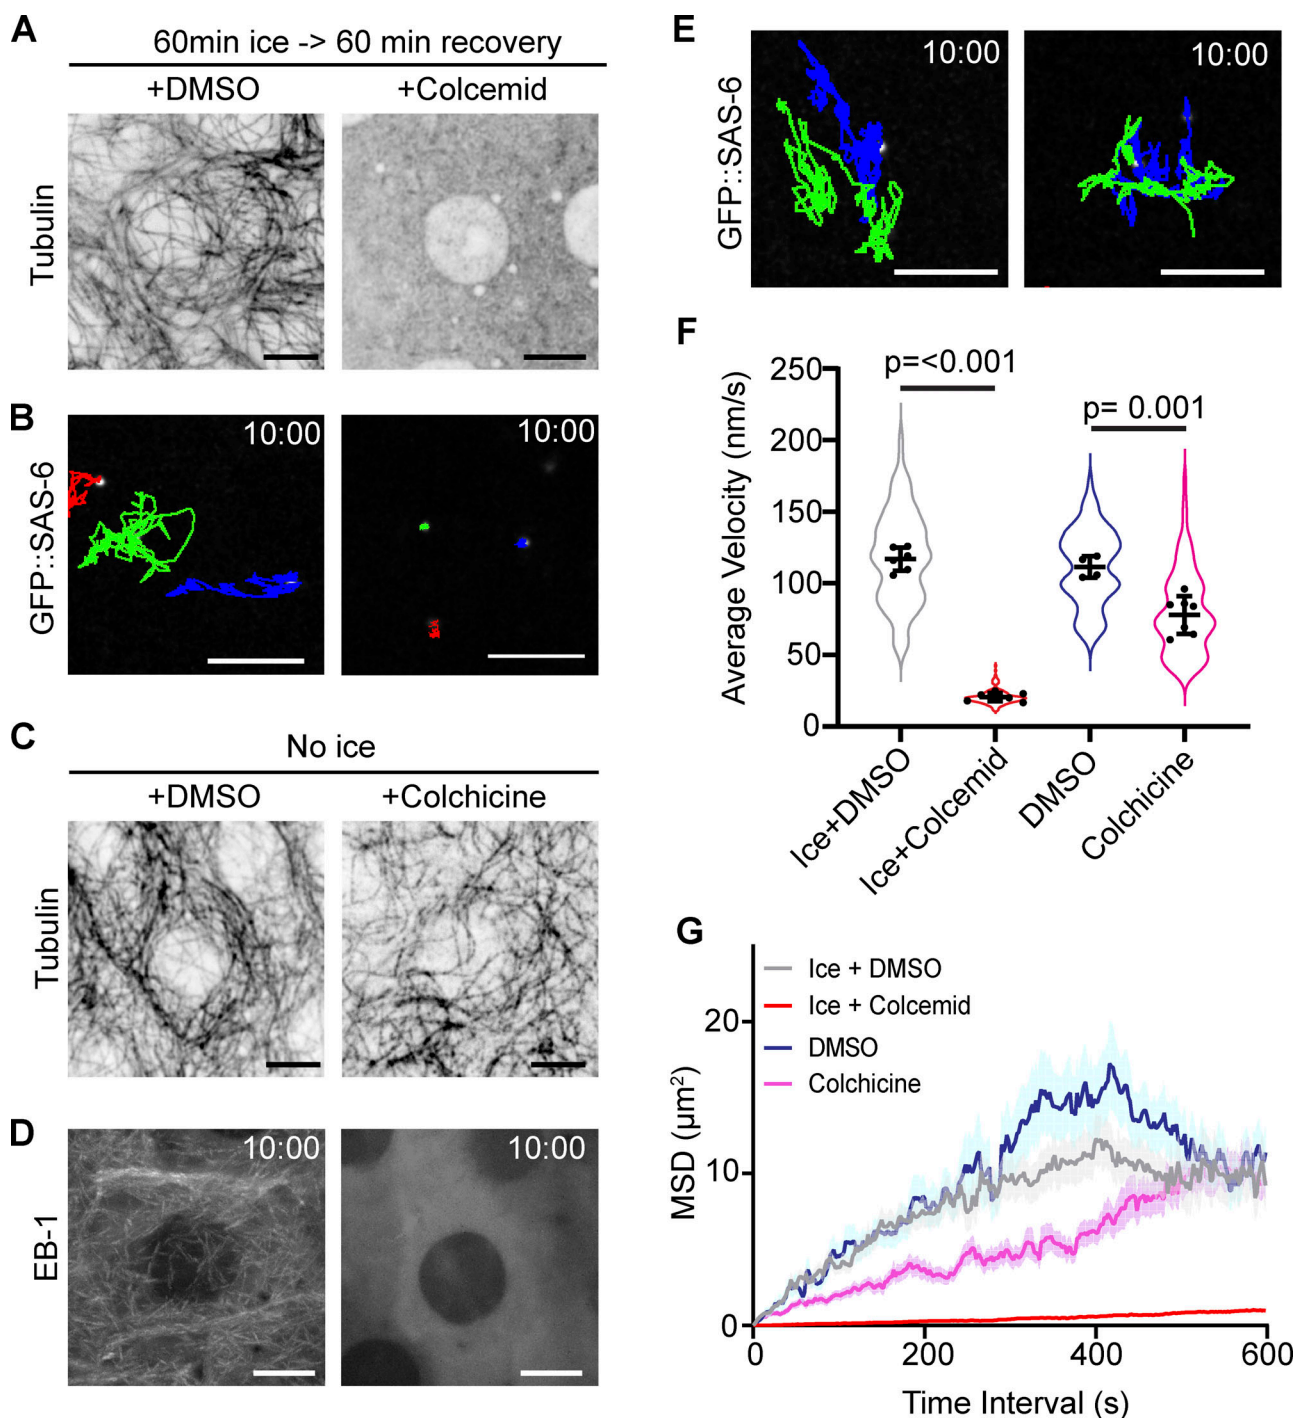 A
60min ice -> 60 min recovery
+DMSO
+Colcemid
Tubulin
B
GFP::SAS-6
10:00
10:00
C
No ice
+DMSO
+Colchicine
Tubulin
D
EB-1
10:00
10:00
E
GFP::SAS-6
10:00
10:00
F
p=<0.001
p= 0.001
Average Velocity (nm/s)
250
200
150
100
50
0
Ice+DMSO
Ice+Colcemid
DMSO
Colchicine
G
Ice + DMSO
Ice + Colcemid
DMSO
Colchicine
MSD (μm²)
20
10
0
0
200
400
600
Time Interval (s)